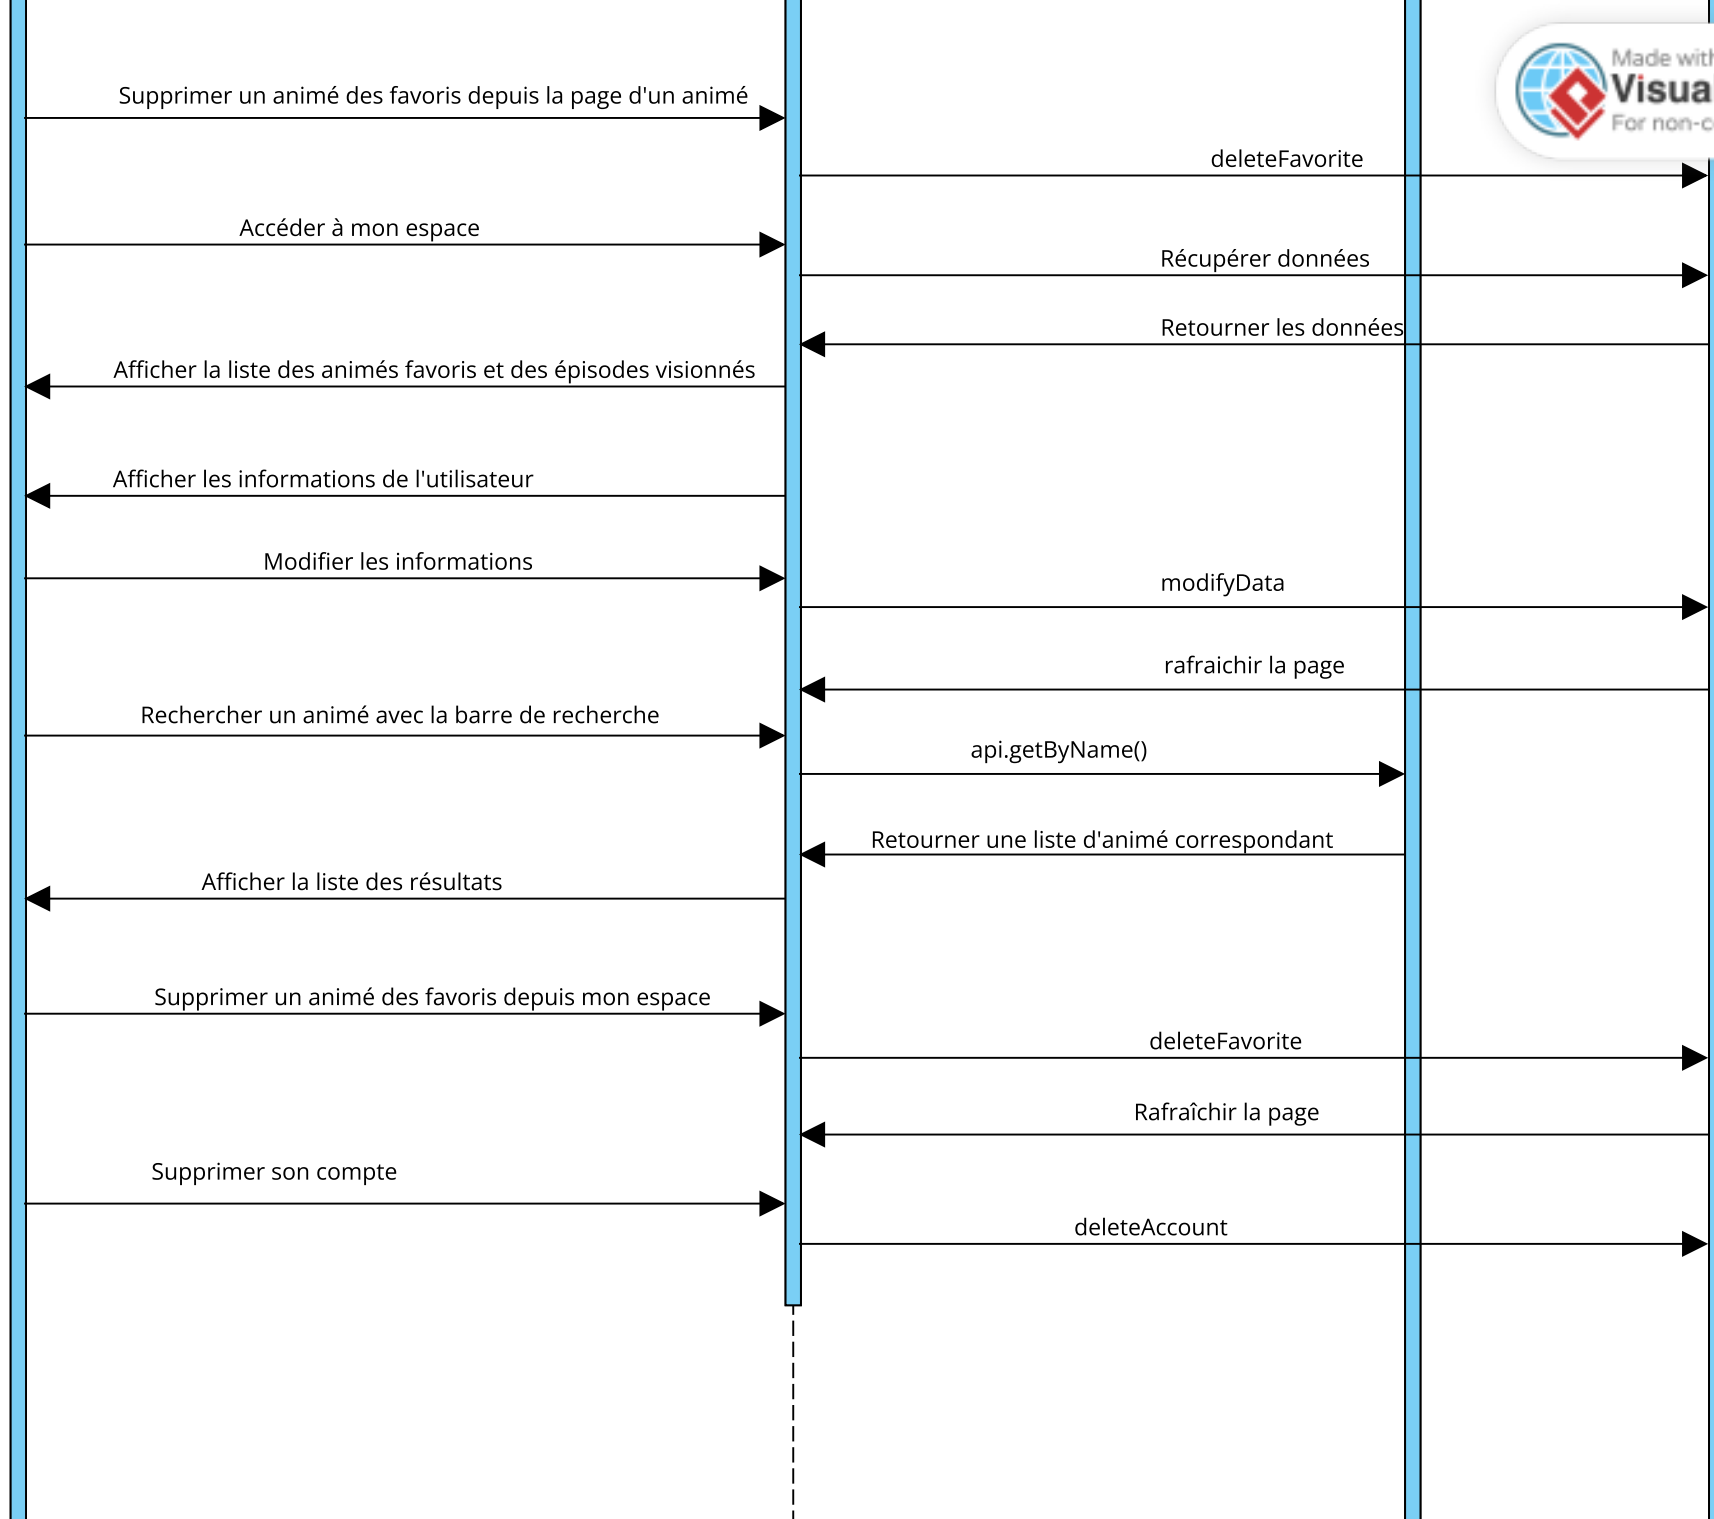 Made with
Visua
For non-c
Supprimer un animé des favoris depuis la page d'un animé
deleteFavorite
Accéder à mon espace
Récupérer données
Retourner les données
Afficher la liste des animés favoris et des épisodes visionnés
Afficher les informations de l'utilisateur
Modifier les informations
modifyData
rafraichir la page
Rechercher un animé avec la barre de recherche
api.getByName()
Retourner une liste d'animé correspondant
Afficher la liste des résultats
Supprimer un animé des favoris depuis mon espace
deleteFavorite
Rafraîchir la page
Supprimer son compte
deleteAccount